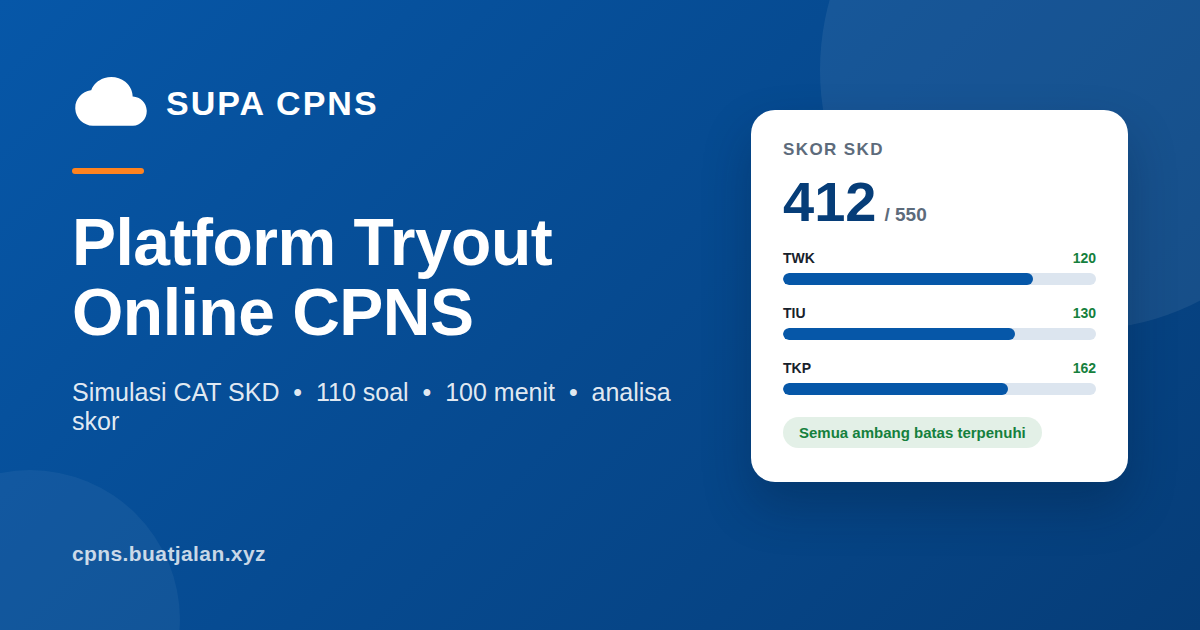 SUPA CPNS
Platform Tryout
Online CPNS
Simulasi CAT SKD • 110 soal • 100 menit • analisa
skor
cpns.buatjalan.xyz
SKOR SKD
412 / 550
TWK 120
TIU 130
TKP 162
Semua ambang batas terpenuhi